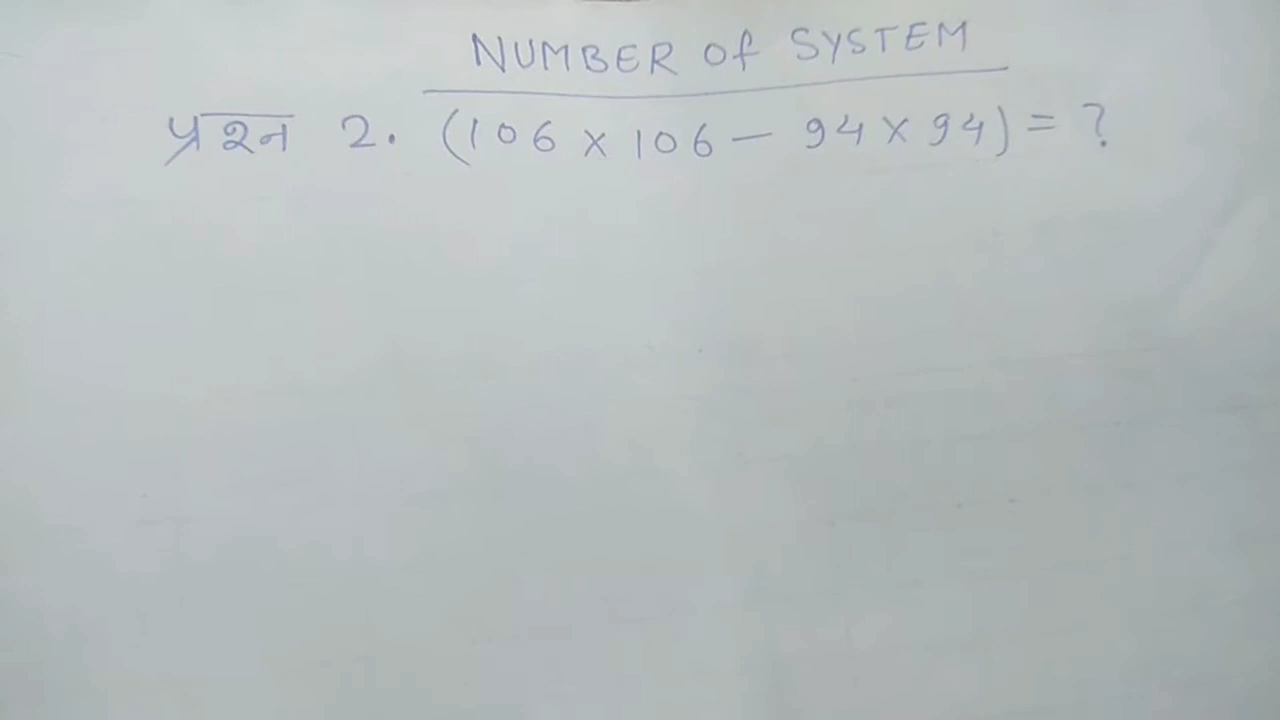 NUMBER of SYSTEM
प्रश्न 2. (106 × 106 — 94 × 94) = ?